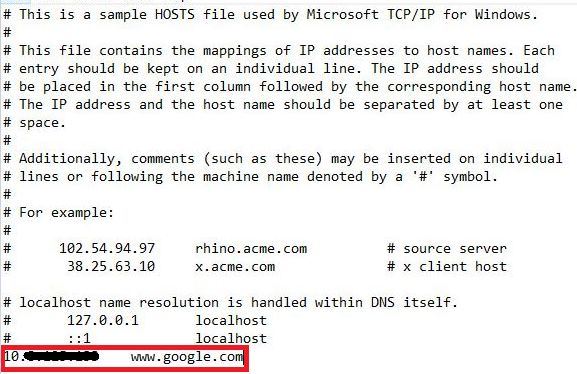 # This is a sample HOSTS file used by Microsoft TCP/IP for Windows.
#
# This file contains the mappings of IP addresses to host names. Each
# entry should be kept on an individual line. The IP address should
# be placed in the first column followed by the corresponding host name.
# The IP address and the host name should be separated by at least one
# space.
#
# Additionally, comments (such as these) may be inserted on individual
# lines or following the machine name denoted by a '#' symbol.
#
# For example:
#
#      102.54.94.97     rhino.acme.com          # source server
#       38.25.63.10     x.acme.com              # x client host

# localhost name resolution is handled within DNS itself.
#       127.0.0.1       localhost
#       ::1             localhost
10.     www.google.com